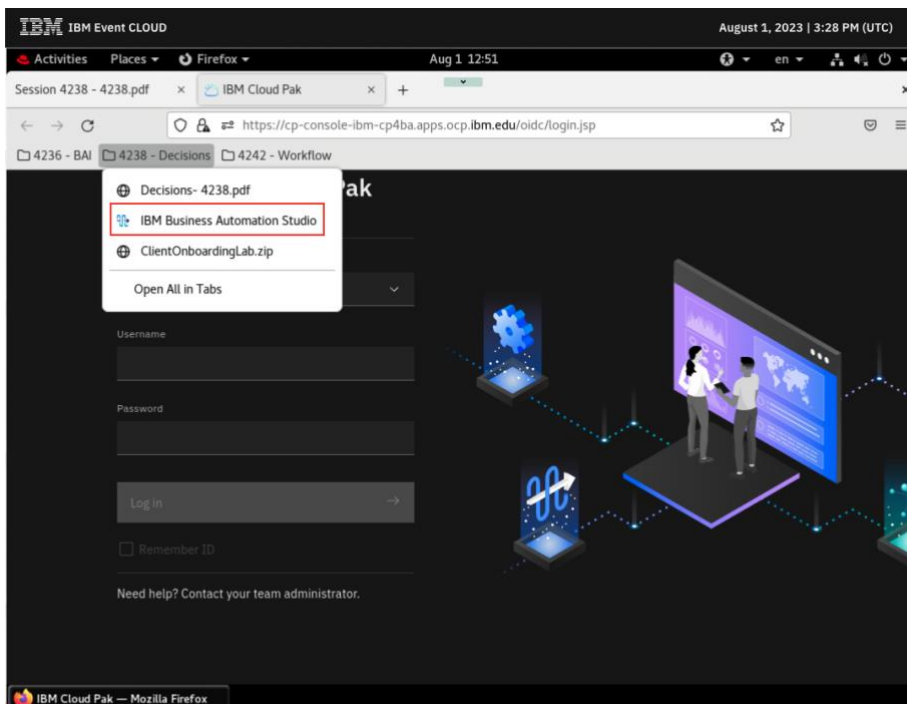 IBM IBM Event CLOUD August 1, 2023 | 3:28 PM (UTC)
Activities Places Firefox Aug 1 12:51 en
Session 4238 - 4238.pdf × IBM Cloud Pak × +
https://cp-console-ibm-cp4ba.apps.ocp.ibm.edu/oidc/login.jsp
4236 - BAI 4238 - Decisions 4242 - Workflow
ak
Decisions- 4238.pdf
IBM Business Automation Studio
ClientOnboardingLab.zip
Open All in Tabs
Username
Password
Log in
Remember ID
Need help? Contact your team administrator.
IBM Cloud Pak — Mozilla Firefox